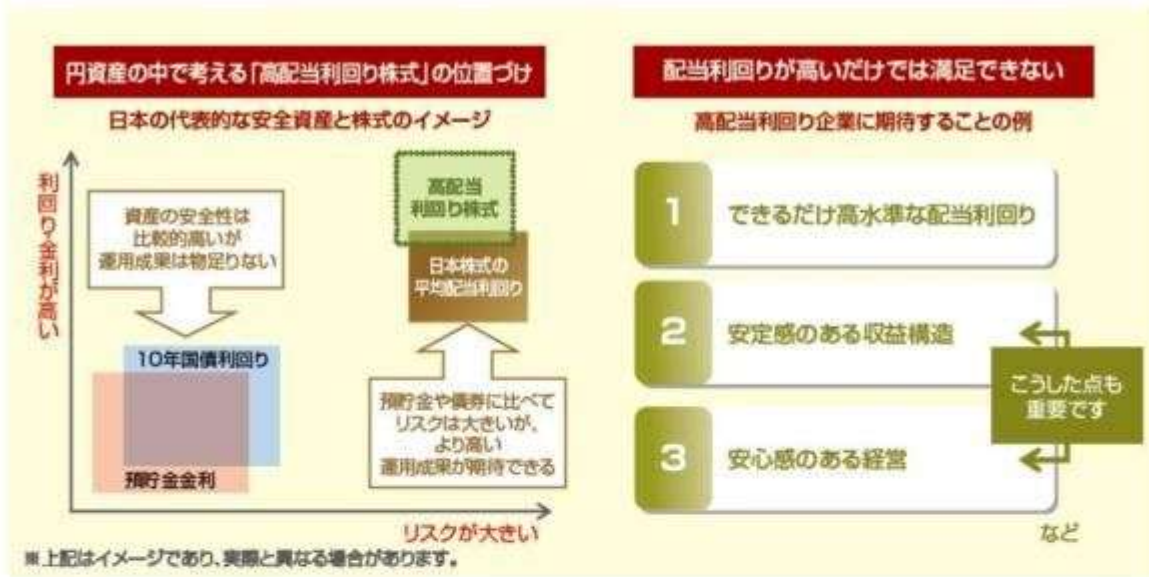 円資産の中で考える「高配当利回り株式」の位置づけ
日本の代表的な安全資産と株式のイメージ
利回り・金利が高い
資産の安全性は
比較的高いが
運用成果は物足りない
高配当
利回り株式
日本株式の
平均配当利回り
10年国債利回り
預貯金金利
預貯金や債券に比べて
リスクは大きいが、
より高い
運用成果が期待できる
リスクが大きい
※上記はイメージであり、実際と異なる場合があります。
配当利回りが高いだけでは満足できない
高配当利回り企業に期待することの例
1 できるだけ高水準な配当利回り
2 安定感のある収益構造
3 安心感のある経営
こうした点も
重要です
など